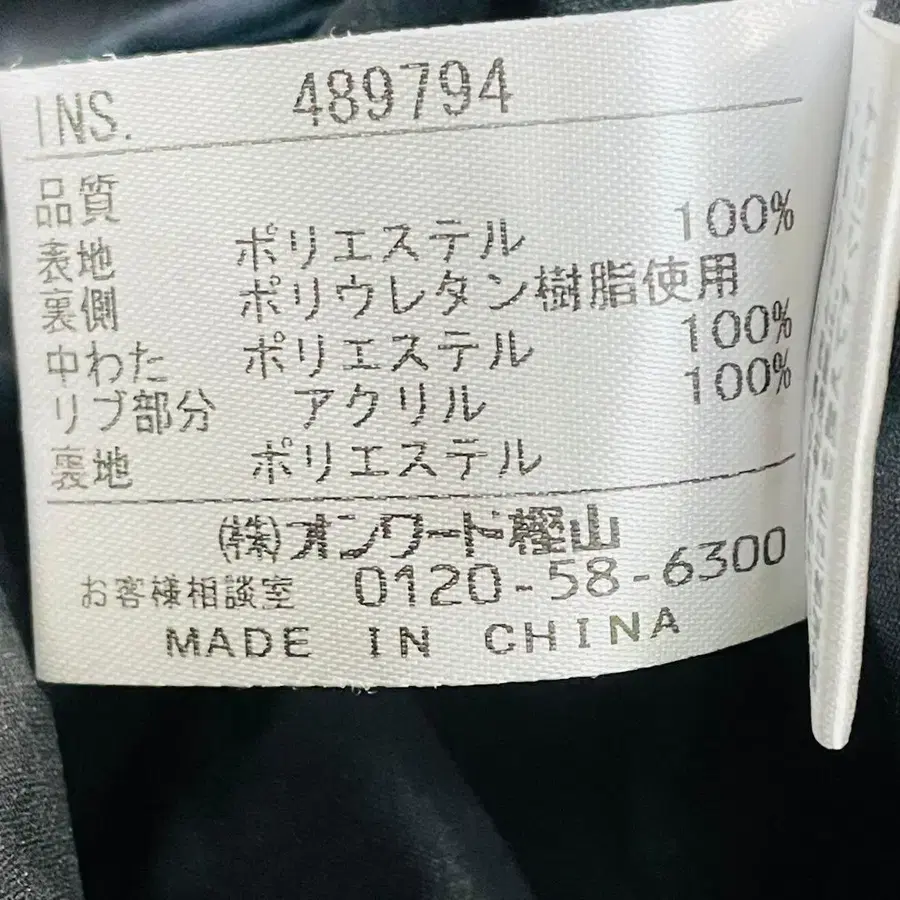 INS. 489794
品質
表地 ポリエステル 100%
裏側 ポリウレタン樹脂使用
中わた ポリエステル 100%
リブ部分 アクリル 100%
裏地 ポリエステル
(株)オンワード樫山
お客様相談室 0120-58-6300
MADE IN CHINA